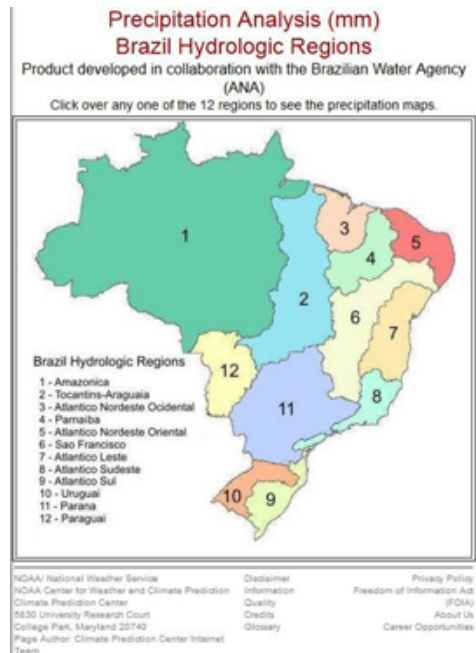 Precipitation Analysis (mm)
Brazil Hydrologic Regions
Product developed in collaboration with the Brazilian Water Agency
(ANA)
Click over any one of the 12 regions to see the precipitation maps.
1
2
3
4
5
6
7
8
9
10
11
12
Brazil Hydrologic Regions
1 - Amazonica
2 - Tocantins-Araguaia
3 - Atlantico Nordeste Ocidental
4 - Parnaiba
5 - Atlantico Nordeste Oriental
6 - Sao Francisco
7 - Atlantico Leste
8 - Atlantico Sudeste
9 - Atlantico Sul
10 - Uruguai
11 - Parana
12 - Paraguai
NOAA/ National Weather Service
NOAA Center for Weather and Climate Prediction
Climate Prediction Center
5830 University Research Court
College Park, Maryland 20740
Page Author: Climate Prediction Center Internet
Team
Disclaimer
Information
Quality
Credits
Glossary
Privacy Policy
Freedom of Information Act
(FOIA)
About Us
Career Opportunities